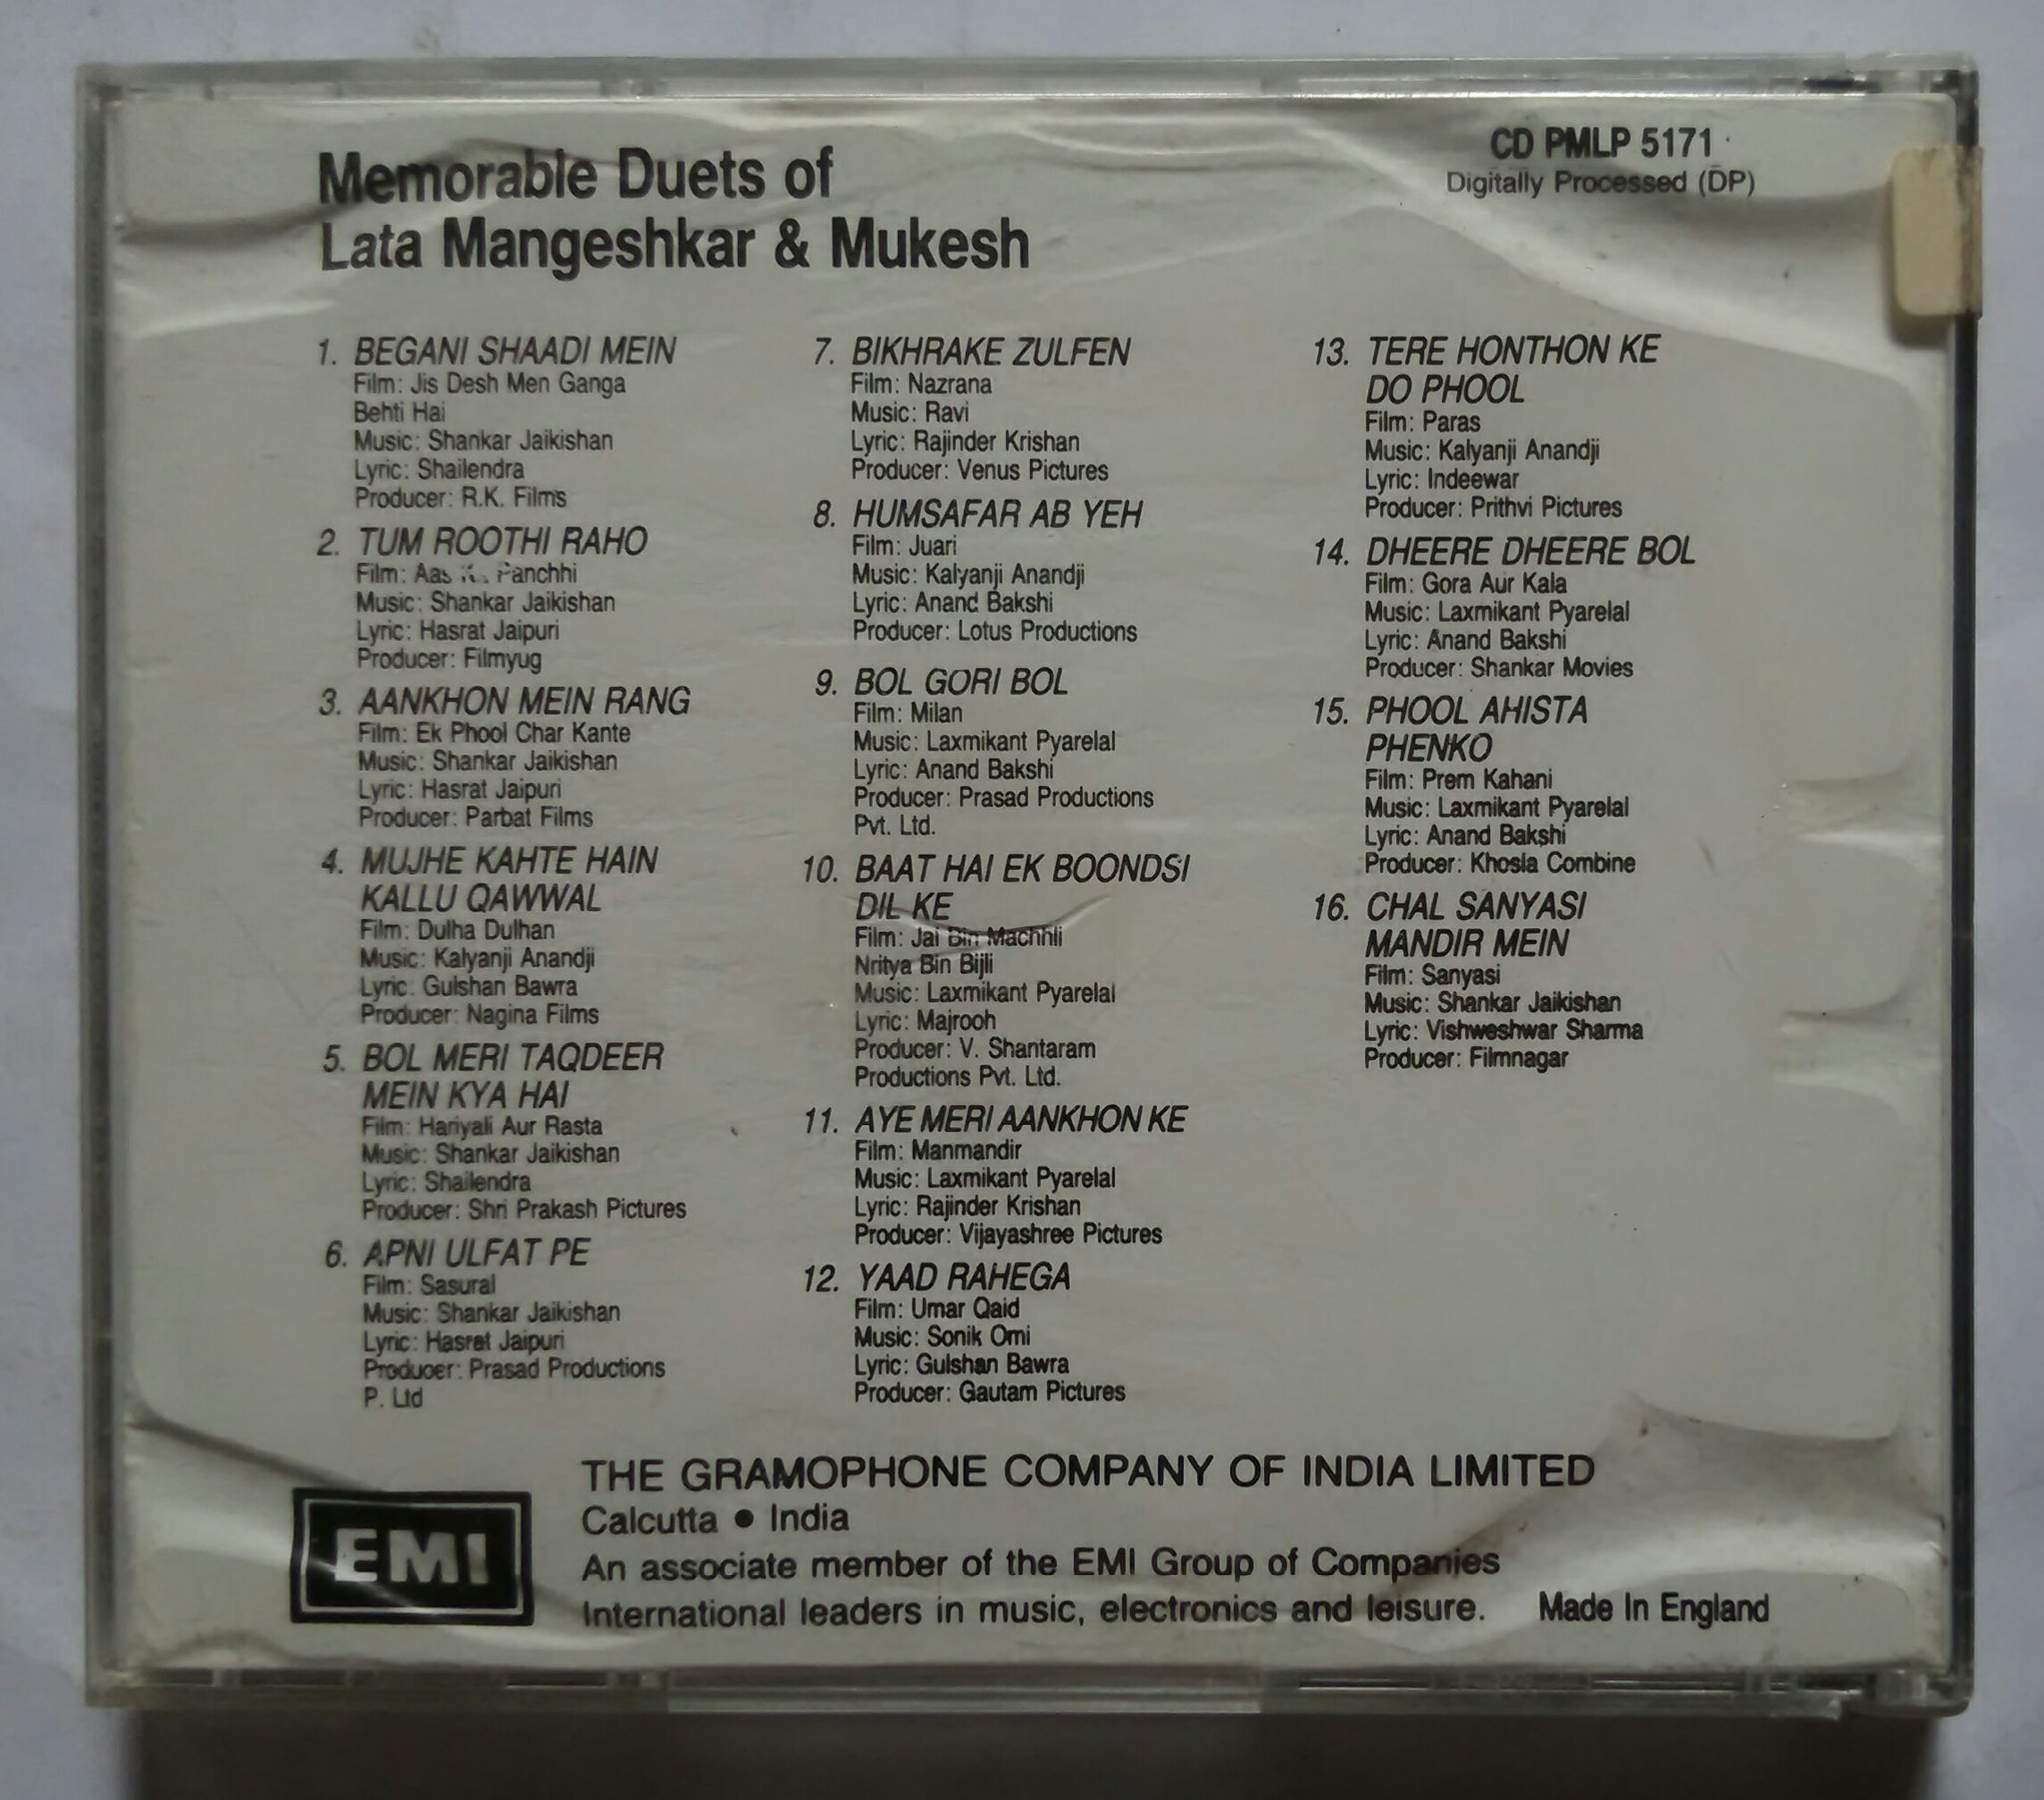 Memorable Duets of
Lata Mangeshkar & Mukesh
CD PMLP 5171
Digitally Processed (DP)
1. BEGANI SHAADI MEIN
Film: Jis Desh Men Ganga
Behti Hai
Music: Shankar Jaikishan
Lyric: Shailendra
Producer: R.K. Films
2. TUM ROOTHI RAHO
Film: Aas Panchhi
Music: Shankar Jaikishan
Lyric: Hasrat Jaipuri
Producer: Filmyug
3. AANKHON MEIN RANG
Film: Ek Phool Char Kante
Music: Shankar Jaikishan
Lyric: Hasrat Jaipuri
Producer: Parbat Films
4. MUJHE KAHTE HAIN
KALLU QAWWAL
Film: Dulha Dulhan
Music: Kalyanji Anandji
Lyric: Gulshan Bawra
Producer: Nagina Films
5. BOL MERI TAQDEER
MEIN KYA HAI
Film: Hariyali Aur Rasta
Music: Shankar Jaikishan
Lyric: Shailendra
Producer: Shri Prakash Pictures
6. APNI ULFAT PE
Film: Sasural
Music: Shankar Jaikishan
Lyric: Hasrat Jaipuri
Producer: Prasad Productions
P. Ltd
7. BIKHRAKE ZULFEN
Film: Nazrana
Music: Ravi
Lyric: Rajinder Krishan
Producer: Venus Pictures
8. HUMSAFAR AB YEH
Film: Juari
Music: Kalyanji Anandji
Lyric: Anand Bakshi
Producer: Lotus Productions
9. BOL GORI BOL
Film: Milan
Music: Laxmikant Pyarelal
Lyric: Anand Bakshi
Producer: Prasad Productions
Pvt. Ltd.
10. BAAT HAI EK BOONDSI
DIL KE
Film: Jai Bin Machhli
Nritya Bin Bijli
Music: Laxmikant Pyarelal
Lyric: Majrooh
Producer: V. Shantaram
Productions Pvt. Ltd.
11. AYE MERI AANKHON KE
Film: Manmandir
Music: Laxmikant Pyarelal
Lyric: Rajinder Krishan
Producer: Vijayashree Pictures
12. YAAD RAHEGA
Film: Umar Qaid
Music: Sonik Omi
Lyric: Gulshan Bawra
Producer: Gautam Pictures
13. TERE HONTHON KE
DO PHOOL
Film: Paras
Music: Kalyanji Anandji
Lyric: Indeewar
Producer: Prithvi Pictures
14. DHEERE DHEERE BOL
Film: Gora Aur Kala
Music: Laxmikant Pyarelal
Lyric: Anand Bakshi
Producer: Shankar Movies
15. PHOOL AHISTA
PHENKO
Film: Prem Kahani
Music: Laxmikant Pyarelal
Lyric: Anand Bakshi
Producer: Khosla Combine
16. CHAL SANYASI
MANDIR MEIN
Film: Sanyasi
Music: Shankar Jaikishan
Lyric: Vishweshwar Sharma
Producer: Filmnagar
EMI
THE GRAMOPHONE COMPANY OF INDIA LIMITED
Calcutta ● India
An associate member of the EMI Group of Companies
International leaders in music, electronics and leisure.
Made In England